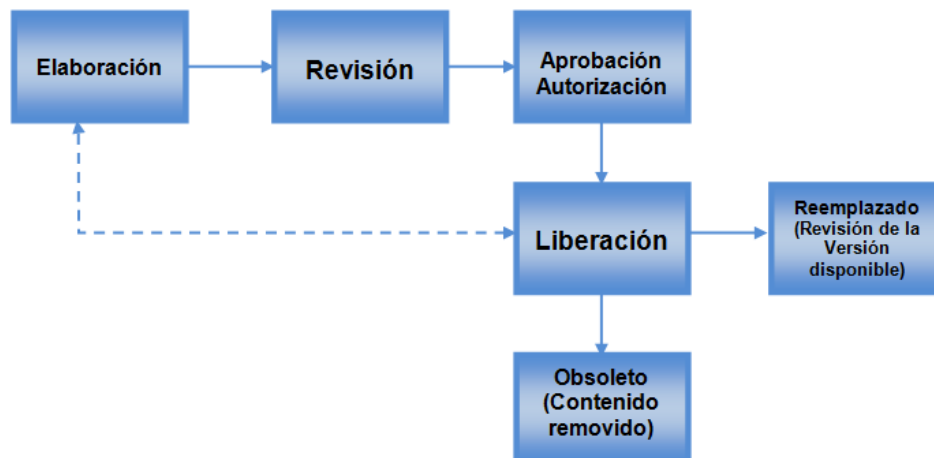 Elaboración
Revisión
Aprobación
Autorización
Liberación
Reemplazado
(Revisión de la
Versión
disponible)
Obsoleto
(Contenido
removido)